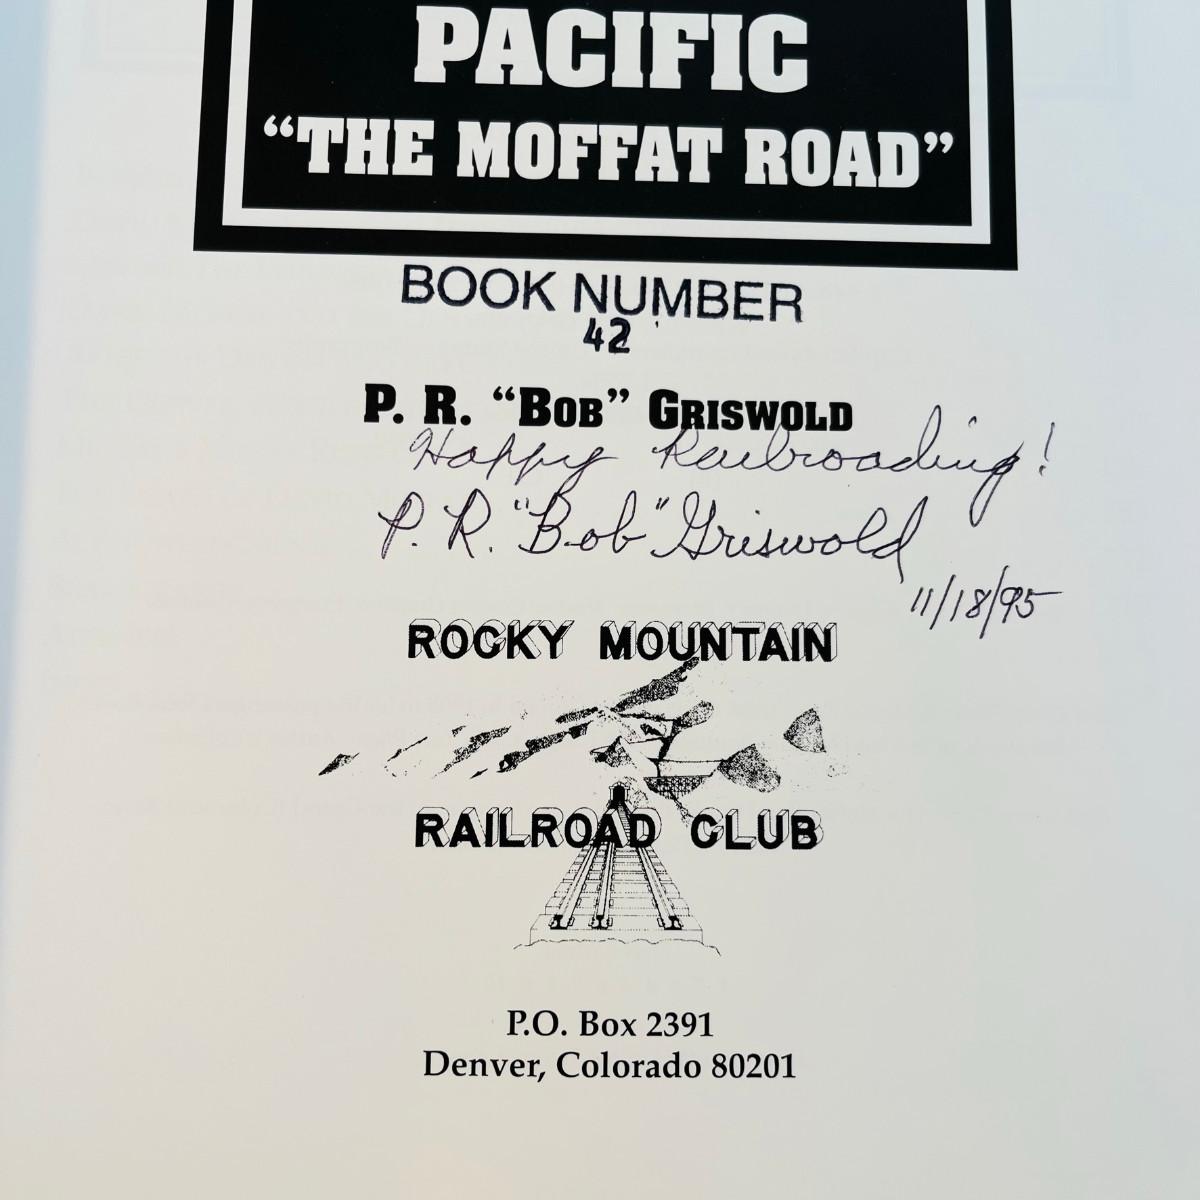 PACIFIC
“THE MOFFAT ROAD”
BOOK NUMBER
42
P. R. “BOB” GRISWOLD
Happy Railroading!
P. R. "Bob" Griswold
11/18/95
ROCKY MOUNTAIN
RAILROAD CLUB
P.O. Box 2391
Denver, Colorado 80201